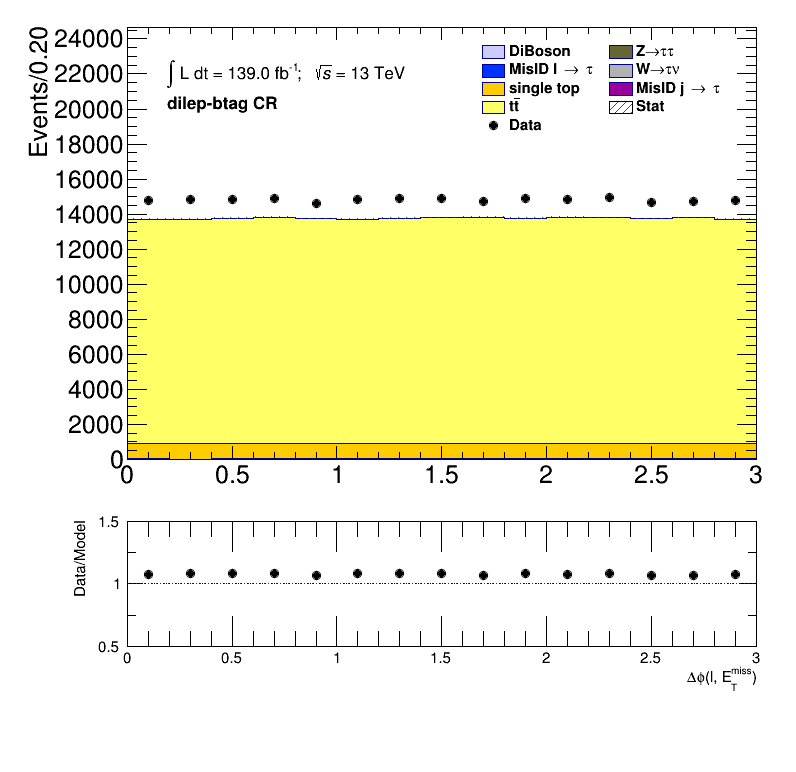 Events/0.20
24000
22000
20000
18000
16000
14000
12000
10000
8000
6000
4000
2000
0
∫ L dt = 139.0 fb⁻¹; √s = 13 TeV
dilep-btag CR
DiBoson
MisID l → τ
single top
tt̄
Data
Z→ττ
W→τν
MisID j → τ
Stat
0 0.5 1 1.5 2 2.5 3
Data/Model
1.5
1
0.5
0 0.5 1 1.5 2 2.5 3
Δϕ(l, E_T^miss)